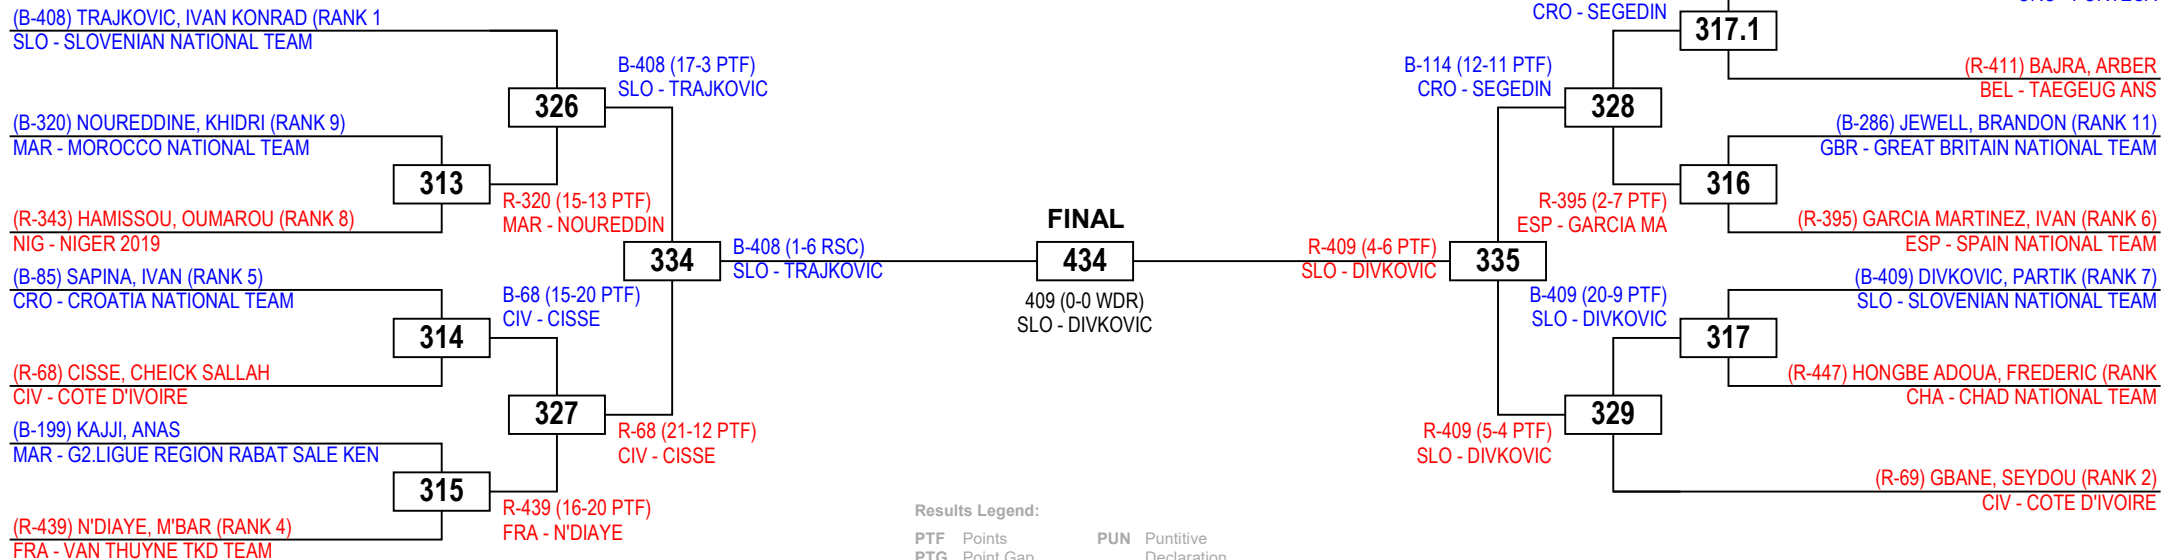 (B-408) TRAJKOVIC, IVAN KONRAD (RANK 1
SLO - SLOVENIAN NATIONAL TEAM
326
B-408 (17-3 PTF)
SLO - TRAJKOVIC
(B-320) NOUREDDINE, KHIDRI (RANK 9)
MAR - MOROCCO NATIONAL TEAM
313
R-320 (15-13 PTF)
MAR - NOUREDDIN
(R-343) HAMISSOU, OUMAROU (RANK 8)
NIG - NIGER 2019
334
B-408 (1-6 RSC)
SLO - TRAJKOVIC
(B-85) SAPINA, IVAN (RANK 5)
CRO - CROATIA NATIONAL TEAM
314
B-68 (15-20 PTF)
CIV - CISSE
(R-68) CISSE, CHEICK SALLAH
CIV - COTE D'IVOIRE
327
R-68 (21-12 PTF)
CIV - CISSE
(B-199) KAJJI, ANAS
MAR - G2.LIGUE REGION RABAT SALE KEN
315
R-439 (16-20 PTF)
FRA - N'DIAYE
(R-439) N'DIAYE, M'BAR (RANK 4)
FRA - VAN THUYNE TKD TEAM
FINAL
434
409 (0-0 WDR)
SLO - DIVKOVIC
CRO - SEGEDIN
317.1
(R-411) BAJRA, ARBER
BEL - TAEGEUG ANS
B-114 (12-11 PTF)
CRO - SEGEDIN
328
(B-286) JEWELL, BRANDON (RANK 11)
GBR - GREAT BRITAIN NATIONAL TEAM
316
R-395 (2-7 PTF)
ESP - GARCIA MA
(R-395) GARCIA MARTINEZ, IVAN (RANK 6)
ESP - SPAIN NATIONAL TEAM
R-409 (4-6 PTF)
SLO - DIVKOVIC
335
(B-409) DIVKOVIC, PARTIK (RANK 7)
SLO - SLOVENIAN NATIONAL TEAM
B-409 (20-9 PTF)
SLO - DIVKOVIC
317
(R-447) HONGBE ADOUA, FREDERIC (RANK
CHA - CHAD NATIONAL TEAM
R-409 (5-4 PTF)
SLO - DIVKOVIC
329
(R-69) GBANE, SEYDOU (RANK 2)
CIV - COTE D'IVOIRE
Results Legend:
PTF Points PUN Puntitive
PTG Point Gap Declaration